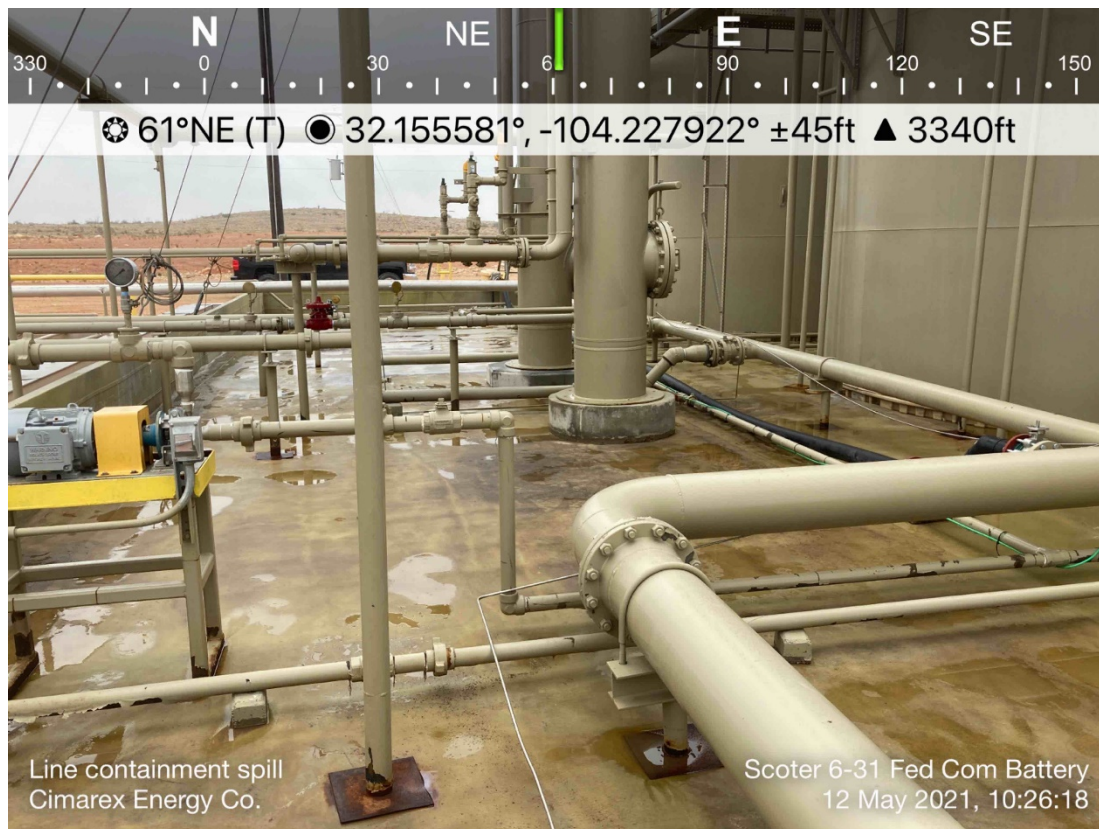 N NE E SE
330 0 30 6 90 120 150
61°NE (T) 32.155581°, -104.227922° ±45ft ▲ 3340ft
Line containment spill
Cimarex Energy Co.
Scoter 6-31 Fed Com Battery
12 May 2021, 10:26:18